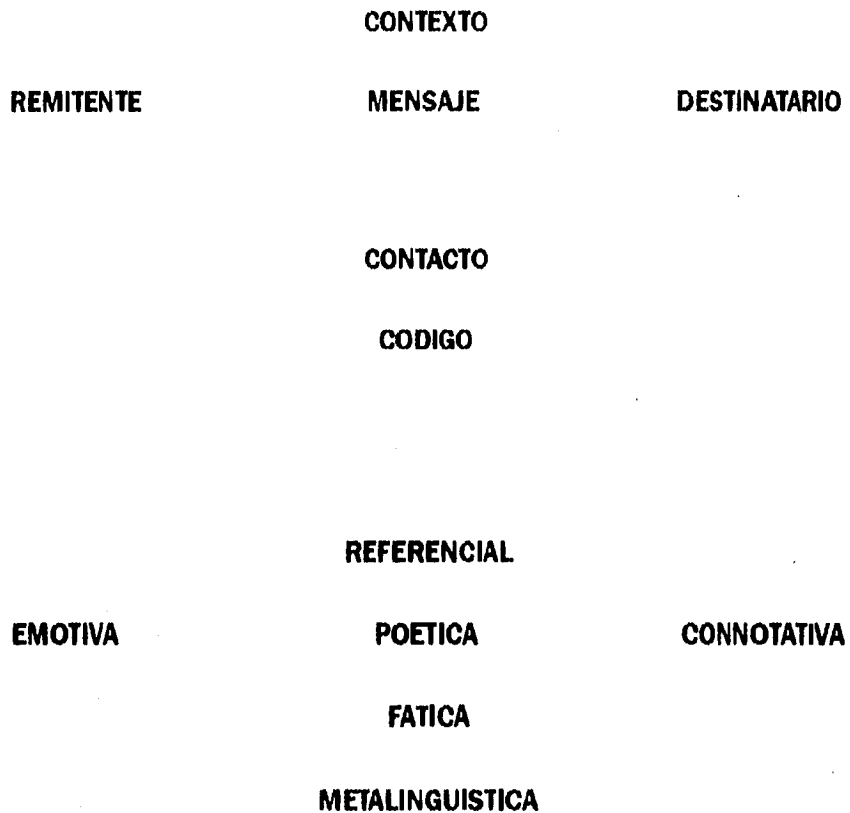 CONTEXTO
REMITENTE MENSAJE DESTINATARIO
CONTACTO
CODIGO
REFERENCIAL
EMOTIVA POETICA CONNOTATIVA
FATICA
METALINGUISTICA